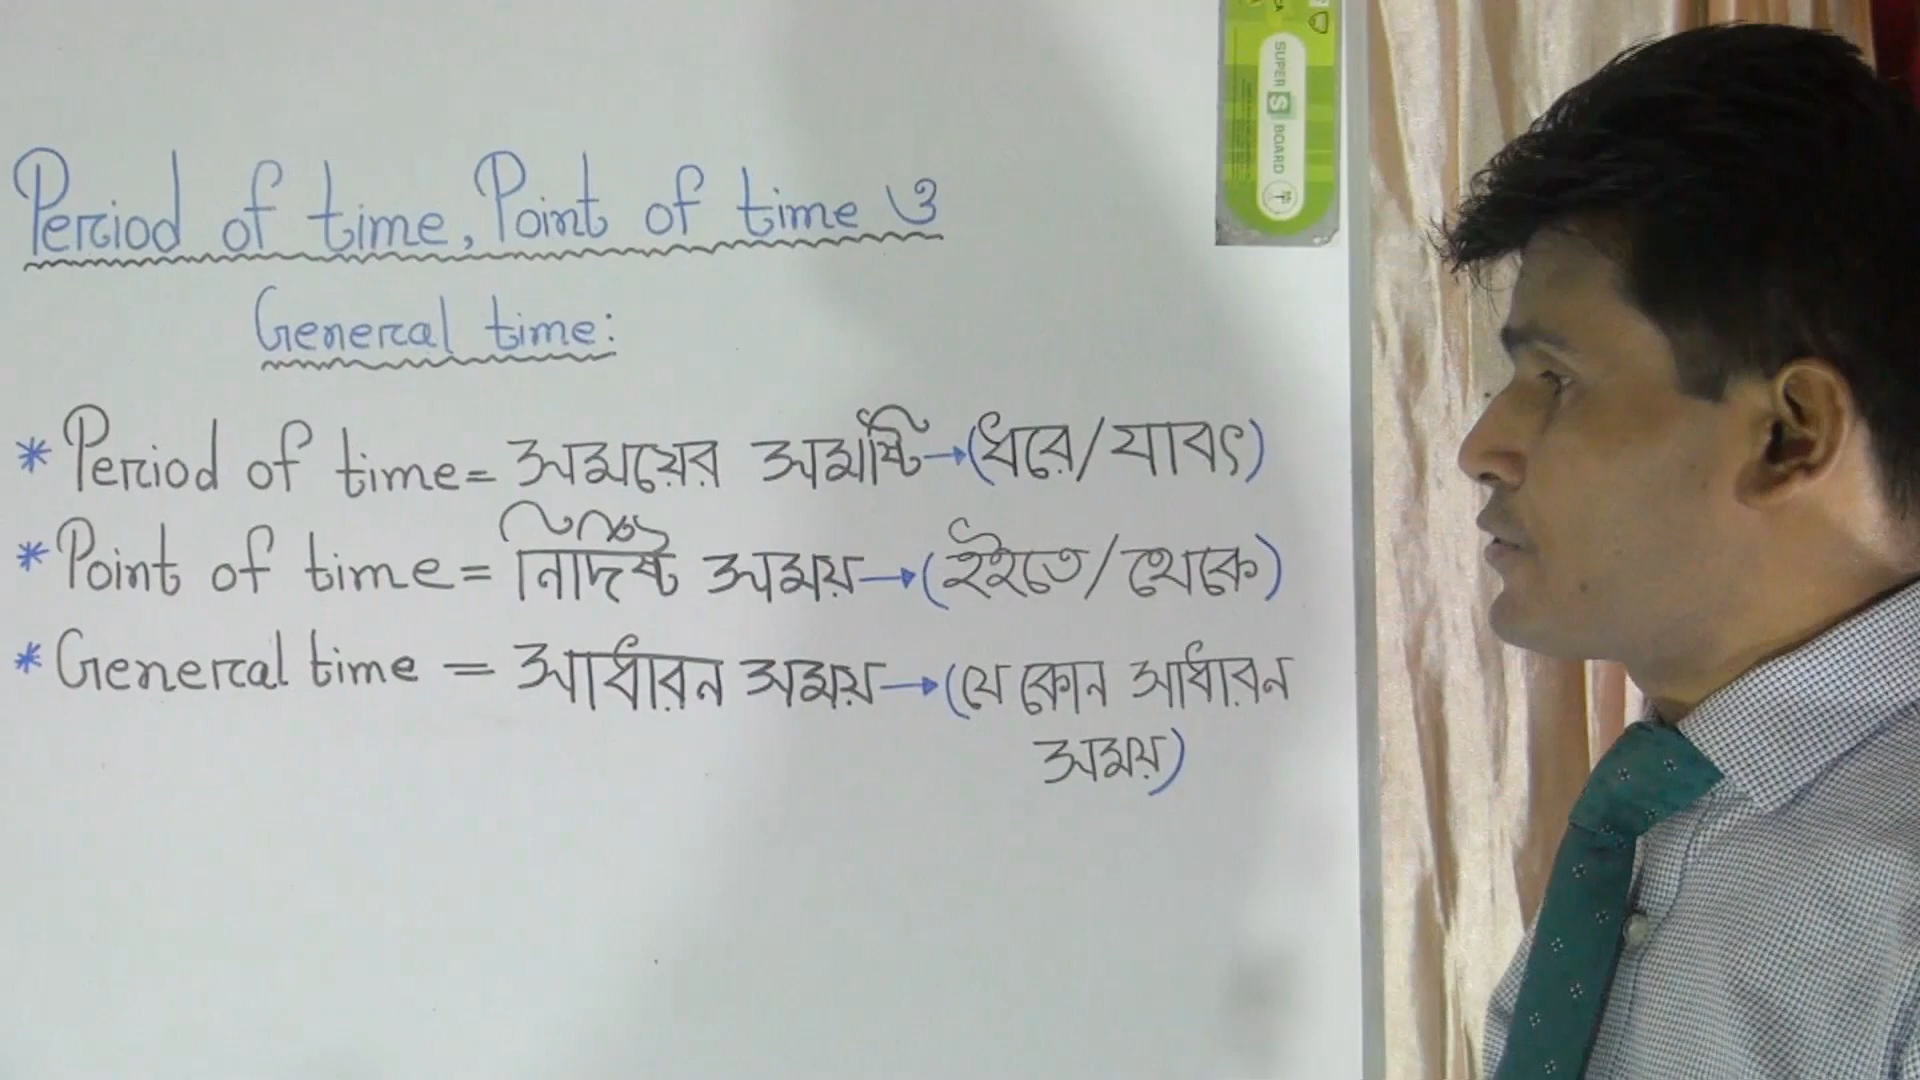 Period of time, Point of time ও
General time:
* Period of time = সময়ের সমষ্টি → (ধরে/যাবৎ)
* Point of time = নির্দিষ্ট সময় → (হইতে/থেকে)
* General time = সাধারন সময় → (যে কোন সাধারন
সময়)
SUPER S BOARD